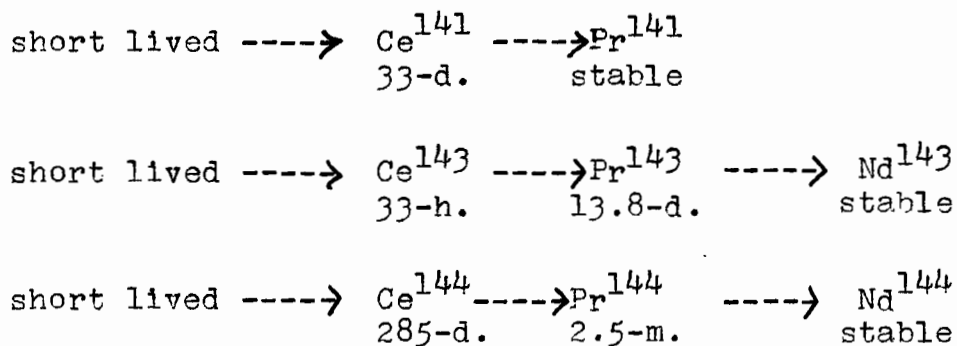 short lived ----→ Ce¹⁴¹ ----→Pr¹⁴¹
33-d. stable
short lived ----→ Ce¹⁴³ ----→Pr¹⁴³ ----→ Nd¹⁴³
33-h. 13.8-d. stable
short lived ----→ Ce¹⁴⁴----→Pr¹⁴⁴ ----→ Nd¹⁴⁴
285-d. 2.5-m. stable